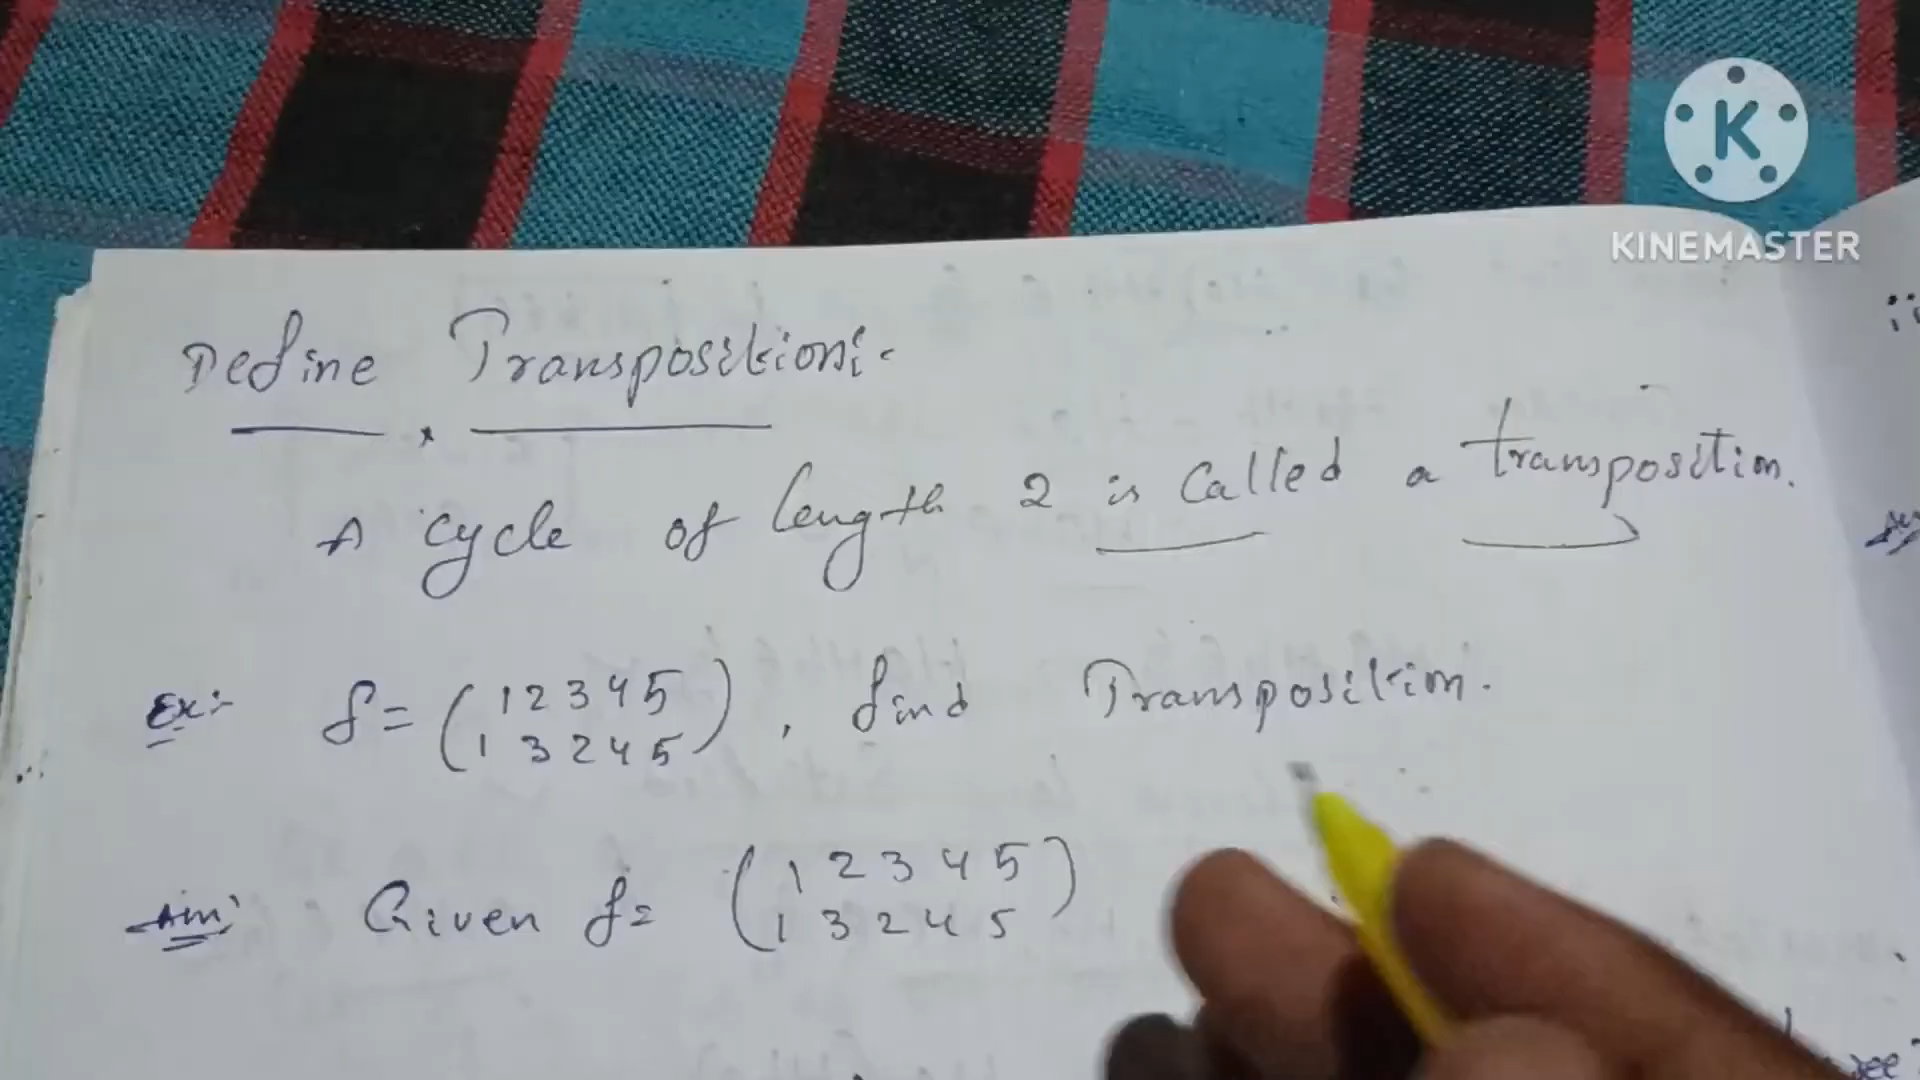 K
KINEMASTER
Define Transposition:-
A cycle of length 2 is called a transposition.
Ex:- f = ( 1 2 3 4 5 ) , find Transposition.
1 3 2 4 5
Given f = ( 1 2 3 4 5 )
1 3 2 4 5